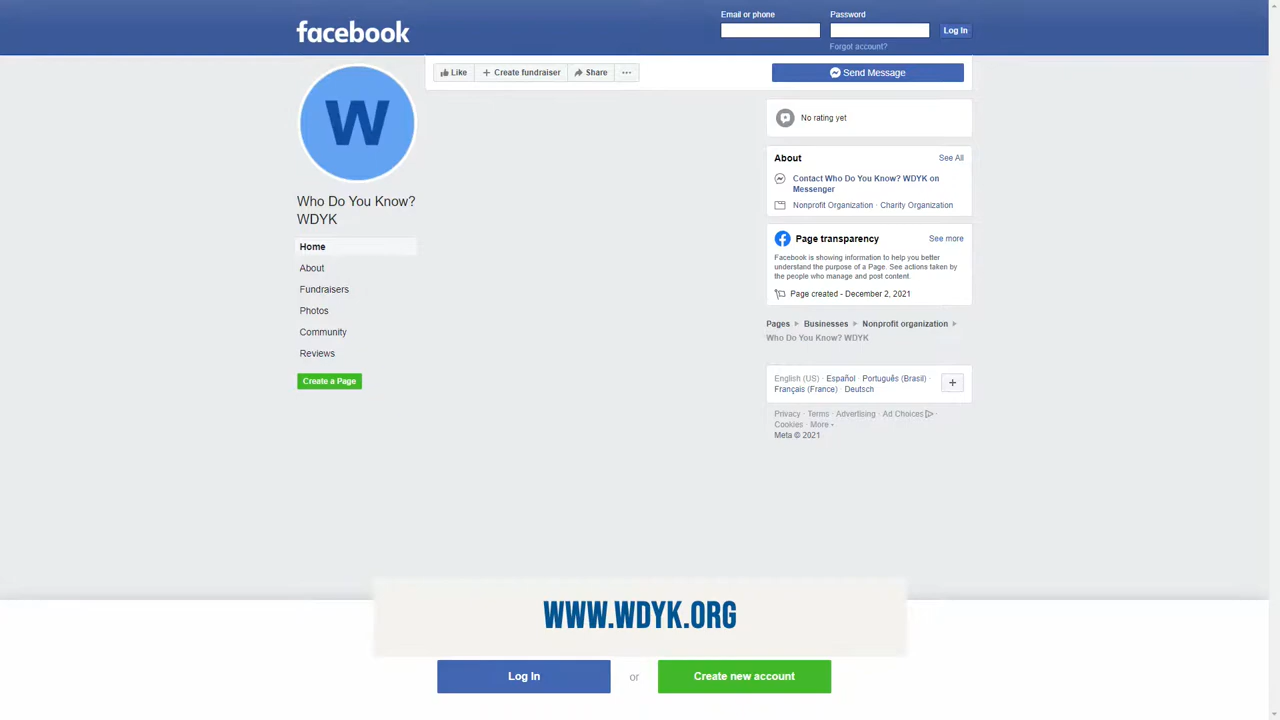 facebook
Email or phone
Password
Log In
Forgot account?
W
Who Do You Know?
WDYK
Home
About
Fundraisers
Photos
Community
Reviews
Create a Page
Like
+ Create fundraiser
Share
...
Send Message
No rating yet
About
See All
Contact Who Do You Know? WDYK on
Messenger
Nonprofit Organization · Charity Organization
Page transparency
See more
Facebook is showing information to help you better
understand the purpose of a Page. See actions taken by
the people who manage and post content.
Page created - December 2, 2021
Pages
Businesses
Nonprofit organization
Who Do You Know? WDYK
English (US) · Español · Português (Brasil) ·
Français (France) · Deutsch
+
Privacy · Terms · Advertising · Ad Choices ·
Cookies · More
Meta © 2021
WWW.WDYK.ORG
Log In
or
Create new account